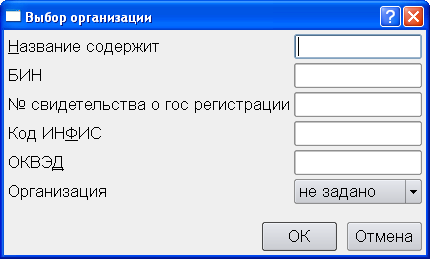 Выбор организации
Название содержит
БИН
№ свидетельства о гос регистрации
Код ИНФИС
ОКВЭД
Организация не задано
ОК Отмена